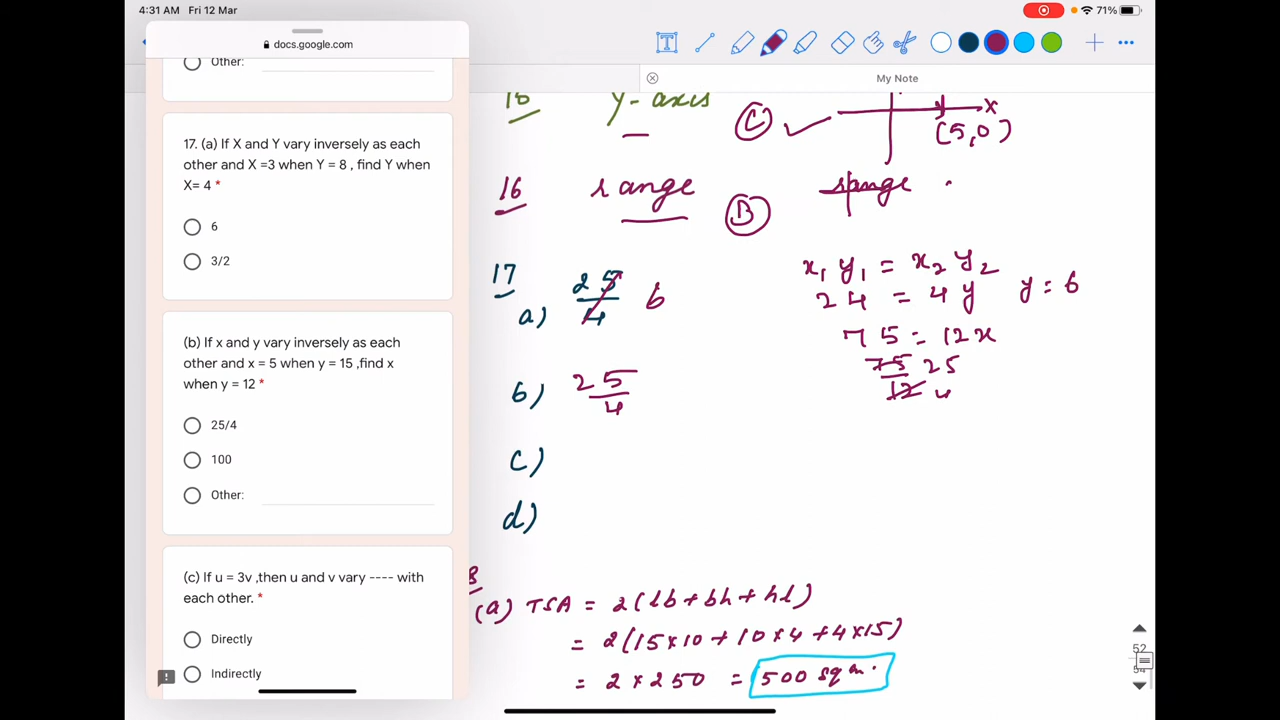 4:31 AM Fri 12 Mar
71%
docs.google.com
My Note
Other:
17. (a) If X and Y vary inversely as each
other and X =3 when Y = 8 , find Y when
X= 4 *
6
3/2
(b) If x and y vary inversely as each
other and x = 5 when y = 15 ,find x
when y = 12 *
25/4
100
Other:
(c) If u = 3v ,then u and v vary ---- with
each other. *
Directly
Indirectly
y-axis
C
X
(5,0)
16 range B
17
a) 25/4 6
x₁ y₁ = x₂ y₂
24 = 4y y = 6
75 = 12x
75 25
12 4
b) 25/4
c)
d)
(a) TSA = 2(lb+bh+hl)
= 2(15×10+10×4+4×15)
= 2×250 = 500 sq m.
52
54